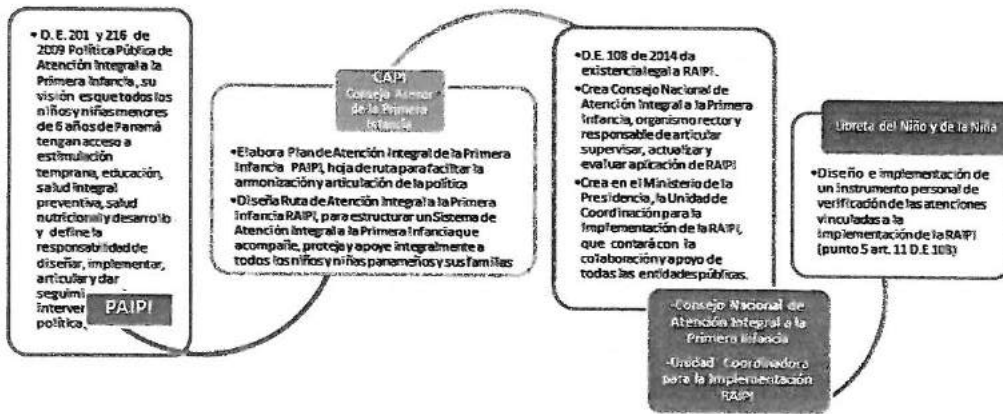 • D.E. 201 y 216 de
2009 Política Pública de
Atención Integral a la
Primera Infancia, su
visión es que todos los
niños y niñas menores
de 6 años de Panamá
tengan acceso a
estimulación
temprana, educación,
salud integral
preventiva, salud
nutricional y desarrollo
y define la
responsabilidad de
diseñar, implementar,
articular y dar
seguimi
interven
política,
PAIPI
CAPI
Consejo Asesor
de la Primera
Infancia
•Elabora Plan de Atención Integral de la Primera
Infancia PAIPI, hoja de ruta para facilitar la
armonización y articulación de la política
•Diseña Ruta de Atención Integral a la Primera
Infancia RAIPI, para estructurar un Sistema de
Atención Integral a la Primera Infancia que
acompañe, proteja y apoye integralmente a
todos los niños y niñas panameños y sus familias
•D.E. 108 de 2014 da
existencia legal a RAIPI.
•Crea Consejo Nacional de
Atención Integral a la Primera
Infancia, organismo rector y
responsable de articular
supervisar, actualizar y
evaluar aplicación de RAIPI
•Crea en el Ministerio de la
Presidencia, la Unidad de
Coordinación para la
Implementación de la RAIPI,
que contará con la
colaboración y apoyo de
todas las entidades públicas.
-Consejo Nacional de
Atención Integral a la
Primera Infancia
-Unidad Coordinadora
para la Implementación
RAIPI
Libreta del Niño y de la Niña
•Diseño e implementación de
un instrumento personal de
verificación de las atenciones
vinculadas a la
implementación de la RAIPI
(punto 5 art. 11 D.E 108)